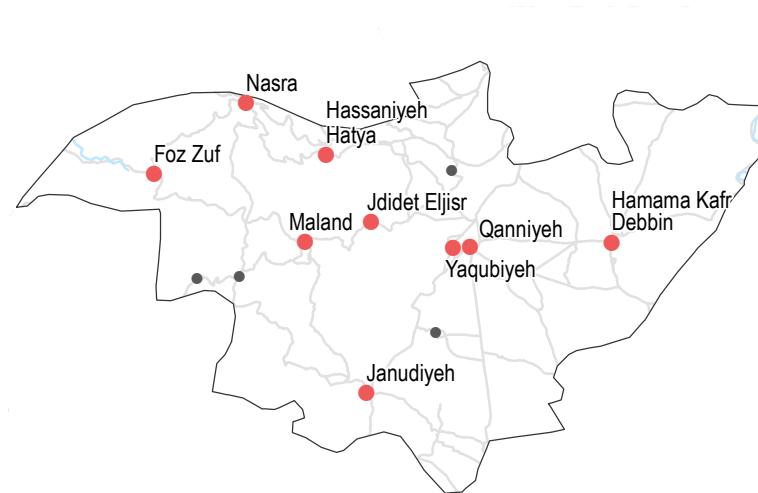 Nasra
Hassaniyeh
Hatya
Foz Zuf
Jdidet Eljisr
Maland
Hamama Kafr
Debbin
Qanniyeh
Yaqubiyeh
Janudiyeh